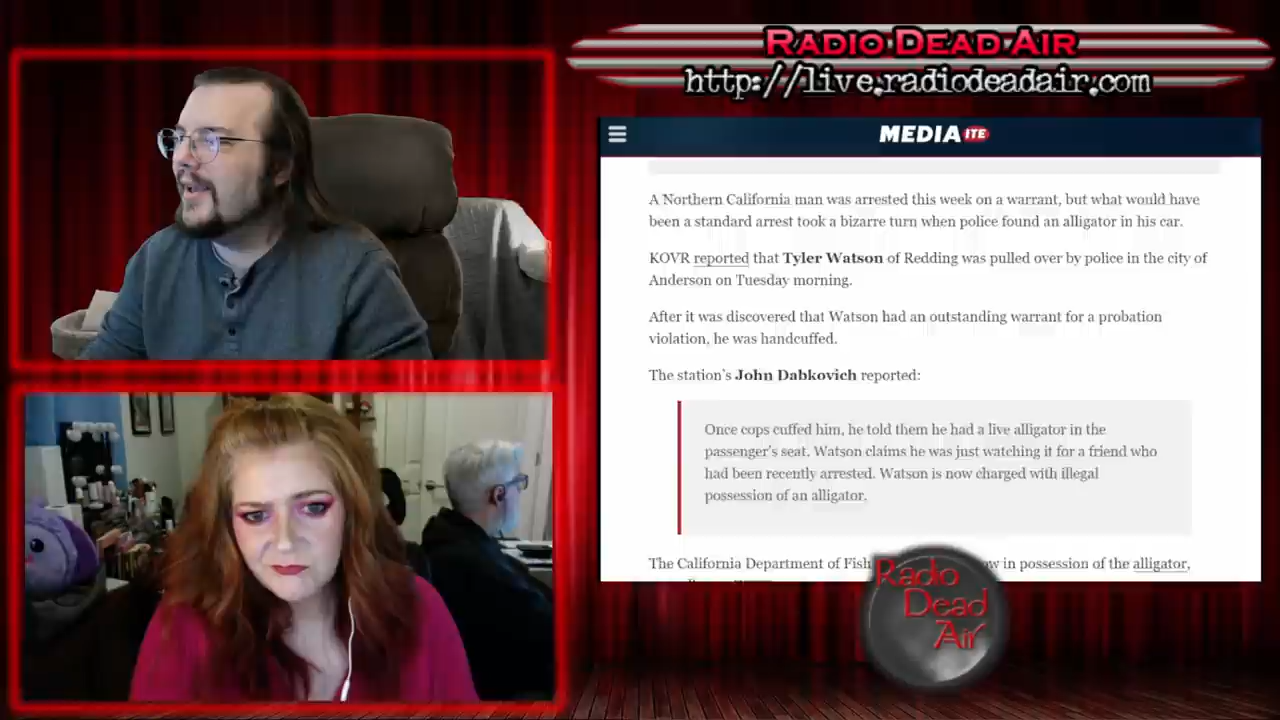 RADIO DEAD AIR
http://live.radiodeadair.com
MEDIAITE
A Northern California man was arrested this week on a warrant, but what would have
been a standard arrest took a bizarre turn when police found an alligator in his car.
KOVR reported that Tyler Watson of Redding was pulled over by police in the city of
Anderson on Tuesday morning.
After it was discovered that Watson had an outstanding warrant for a probation
violation, he was handcuffed.
The station's John Dabkovich reported:
Once cops cuffed him, he told them he had a live alligator in the
passenger's seat. Watson claims he was just watching it for a friend who
had been recently arrested. Watson is now charged with illegal
possession of an alligator.
The California Department of Fish in possession of the alligator,
Radio
Dead
Air